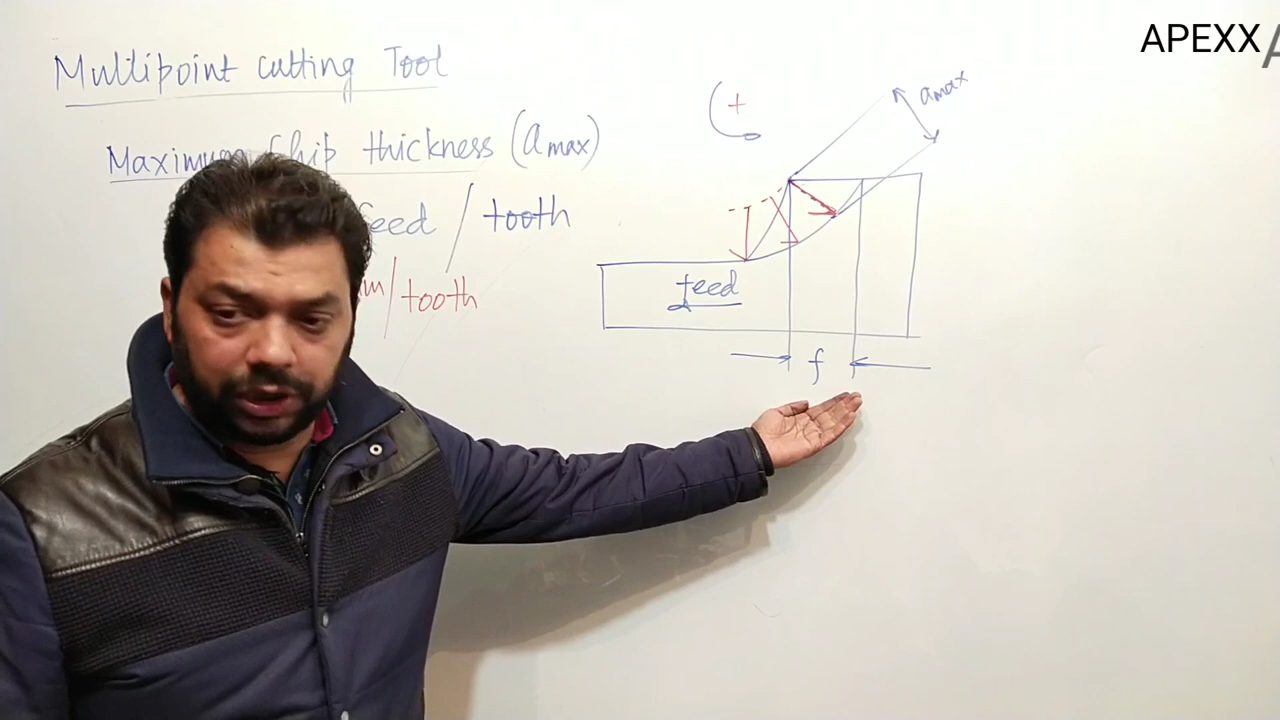 APEXX
Multipoint cutting Tool
Maximum Chip thickness (amax)
feed / tooth
/tooth
+
amax
feed
f